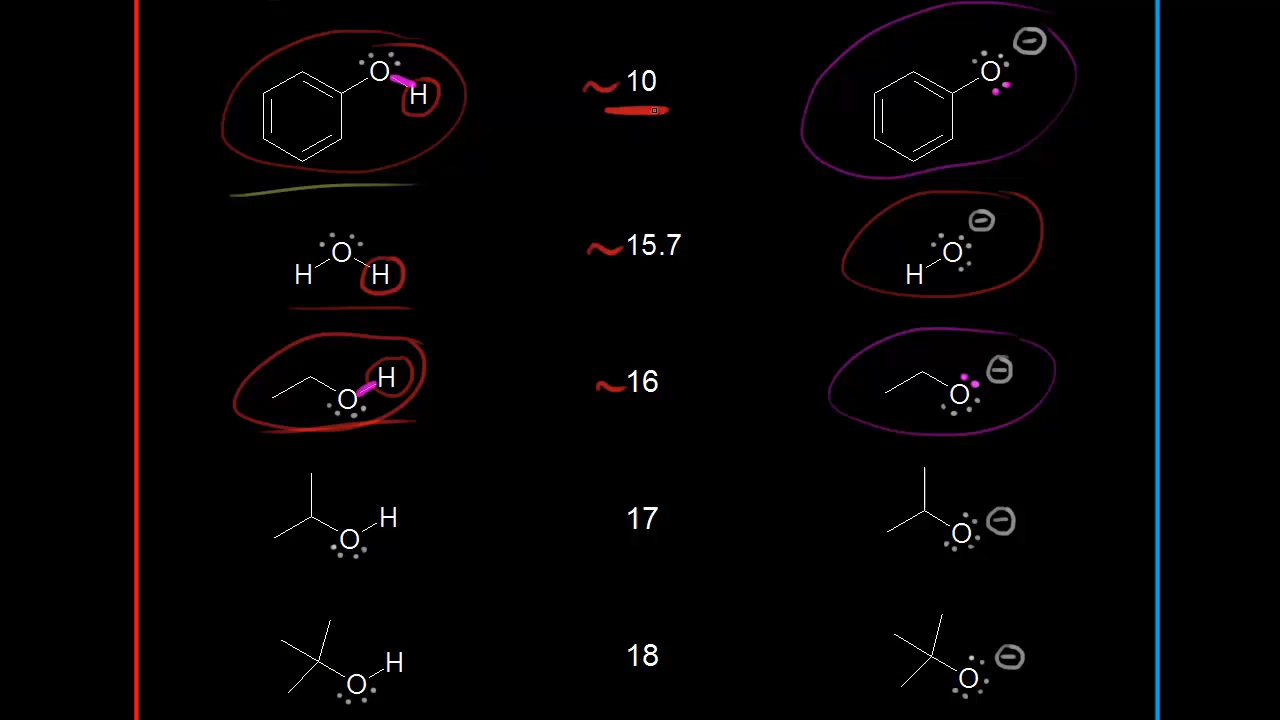 O H ~ 10 O ⊖
H O H ~ 15.7 H O ⊖
O H ~ 16 O ⊖
O H 17 O ⊖
O H 18 O ⊖